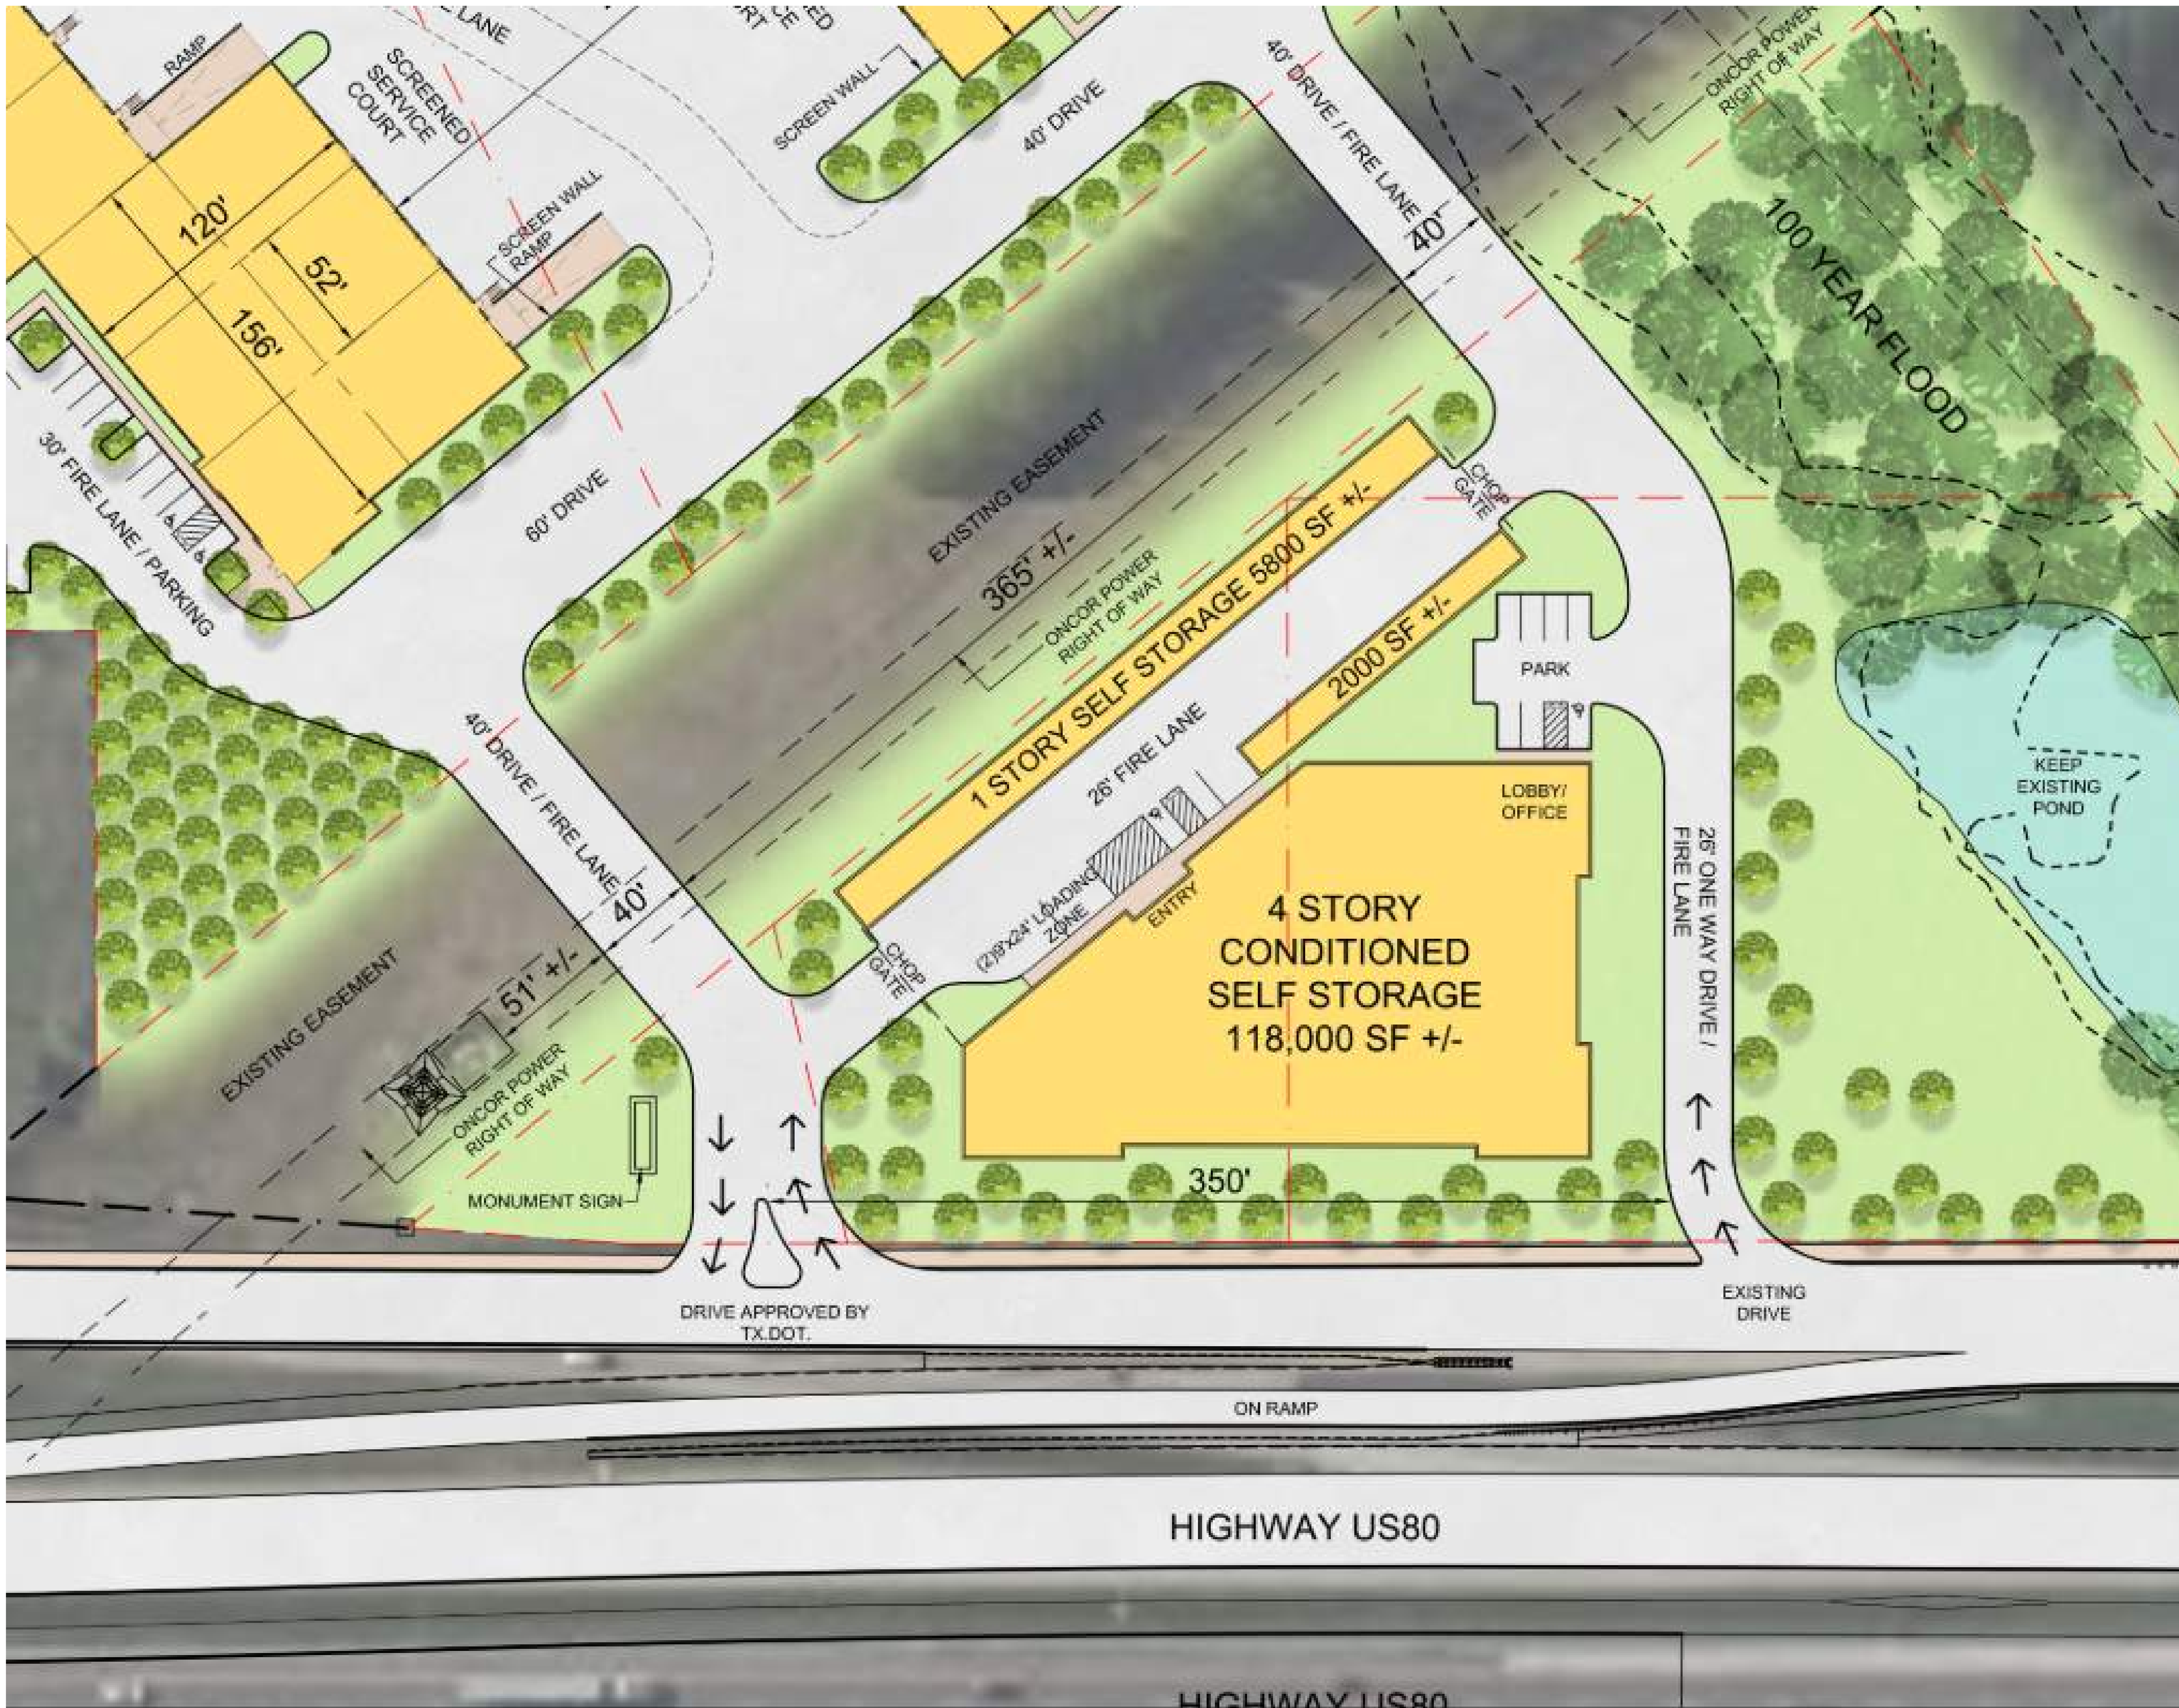 RAMP
E LANE
SCREENED
SERVICE
COURT
SCREEN WALL
40' DRIVE
40' DRIVE / FIRE LANE
40'
ONCOR POWER
RIGHT OF WAY
100 YEAR FLOOD
120'
52'
156'
SCREEN WALL
RAMP
30' FIRE LANE / PARKING
60' DRIVE
EXISTING EASEMENT
365' +/-
ONCOR POWER
RIGHT OF WAY
1 STORY SELF STORAGE 5800 SF +/-
CHOP
GATE
2000 SF +/-
26' FIRE LANE
PARK
KEEP
EXISTING
POND
LOBBY/
OFFICE
26' ONE WAY DRIVE /
FIRE LANE
40' DRIVE / FIRE LANE
40'
(2)9'x24' LOADING
ZONE
ENTRY
CHOP
GATE
4 STORY
CONDITIONED
SELF STORAGE
118,000 SF +/-
EXISTING EASEMENT
51' +/-
ONCOR POWER
RIGHT OF WAY
MONUMENT SIGN
350'
DRIVE APPROVED BY
TX.DOT.
EXISTING
DRIVE
ON RAMP
HIGHWAY US80
HIGHWAY US80